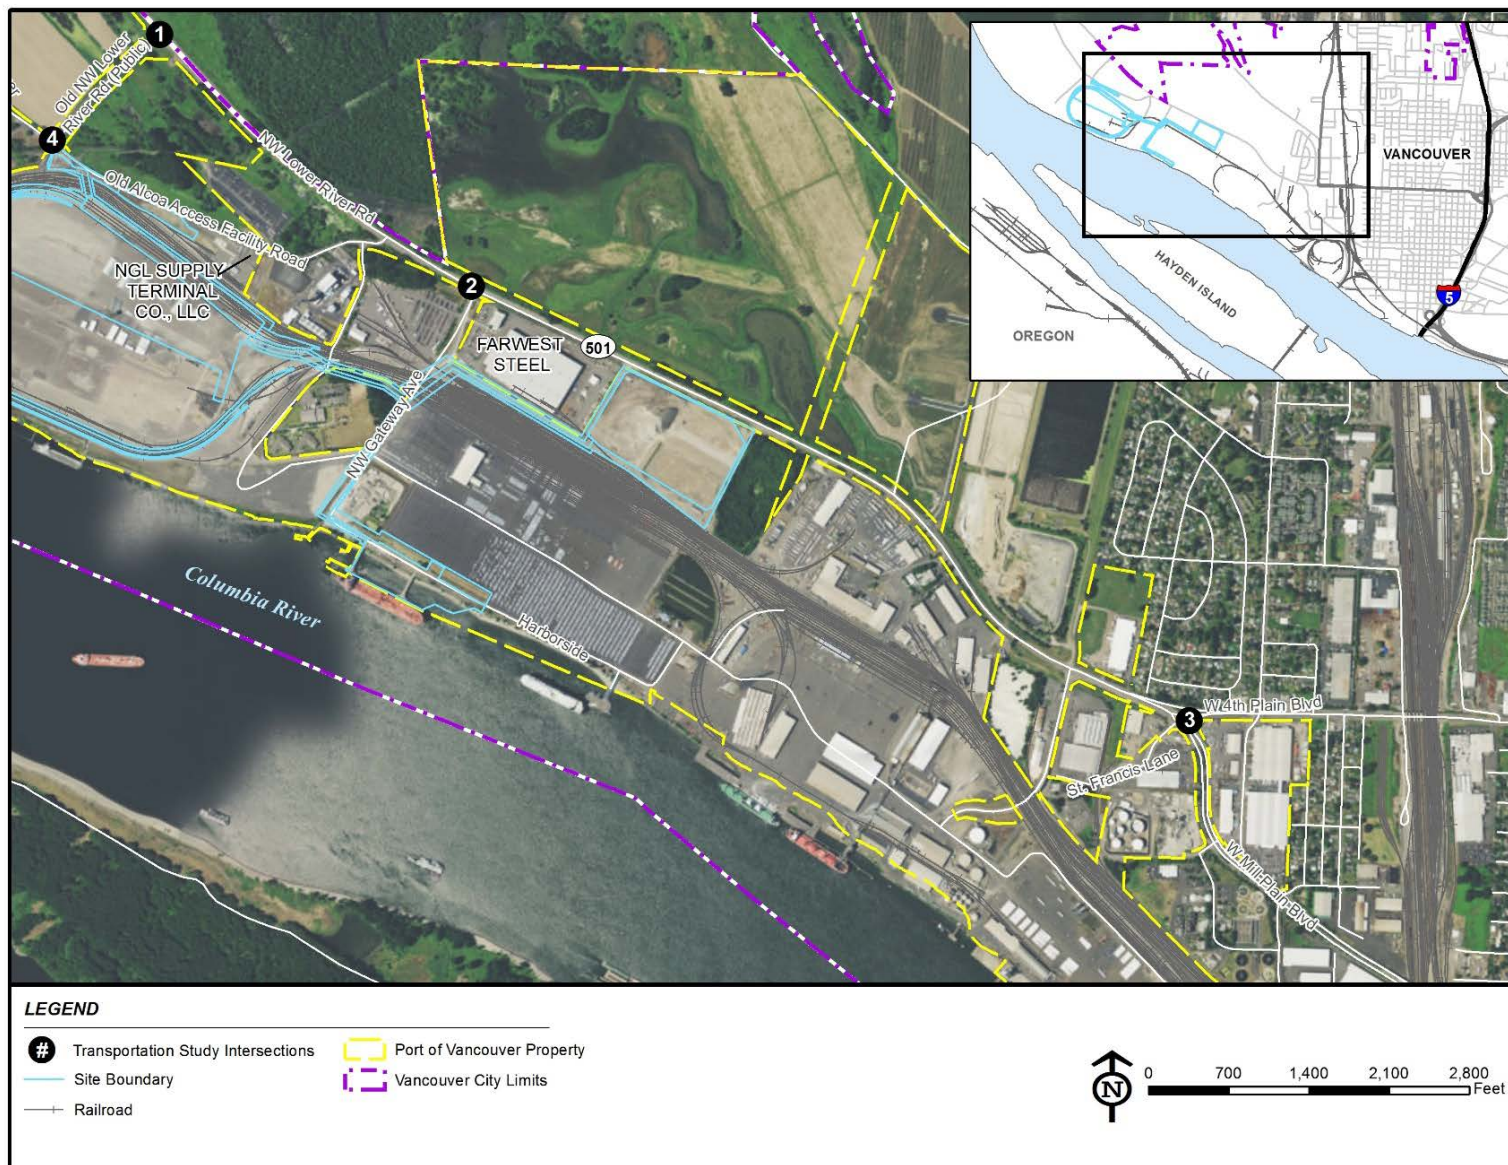 1
Old NW Lower
River Rd (Public)
4
NW Lower River Rd
Old Alcoa Access Facility Road
NGL SUPPLY
TERMINAL
CO., LLC
2
FARWEST
STEEL
501
NW Gateway Ave
Columbia River
Harborside
3
W 4th Plain Blvd
St. Francis Lane
W Mill Plain Blvd
VANCOUVER
HAYDEN ISLAND
OREGON
5
LEGEND
# Transportation Study Intersections
Site Boundary
Railroad
Port of Vancouver Property
Vancouver City Limits
N
0 700 1,400 2,100 2,800
Feet